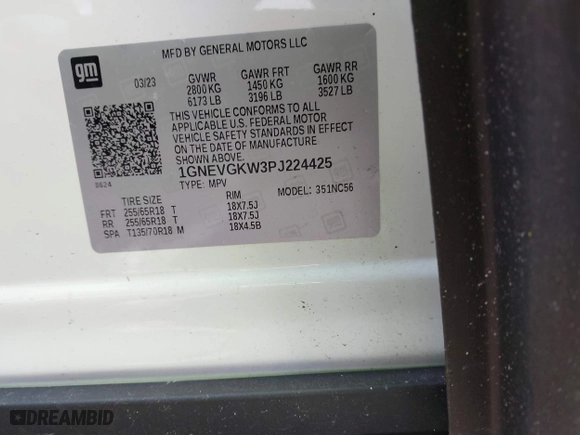 MFD BY GENERAL MOTORS LLC
gm
03/23
GVWR GAWR FRT GAWR RR
2800 KG 1450 KG 1600 KG
6173 LB 3196 LB 3527 LB
THIS VEHICLE CONFORMS TO ALL
APPLICABLE U.S. FEDERAL MOTOR
VEHICLE SAFETY STANDARDS IN EFFECT
ON THE DATE OF MANUFACTURE
SHOWN ABOVE.
1GNEVGKW3PJ224425
0624
TYPE: MPV MODEL: 351NC56
TIRE SIZE RIM
FRT 255/65R18 T 18X7.5J
RR 255/65R18 T 18X7.5J
SPA T135/70R18 M 18X4.5B
DREAMBID